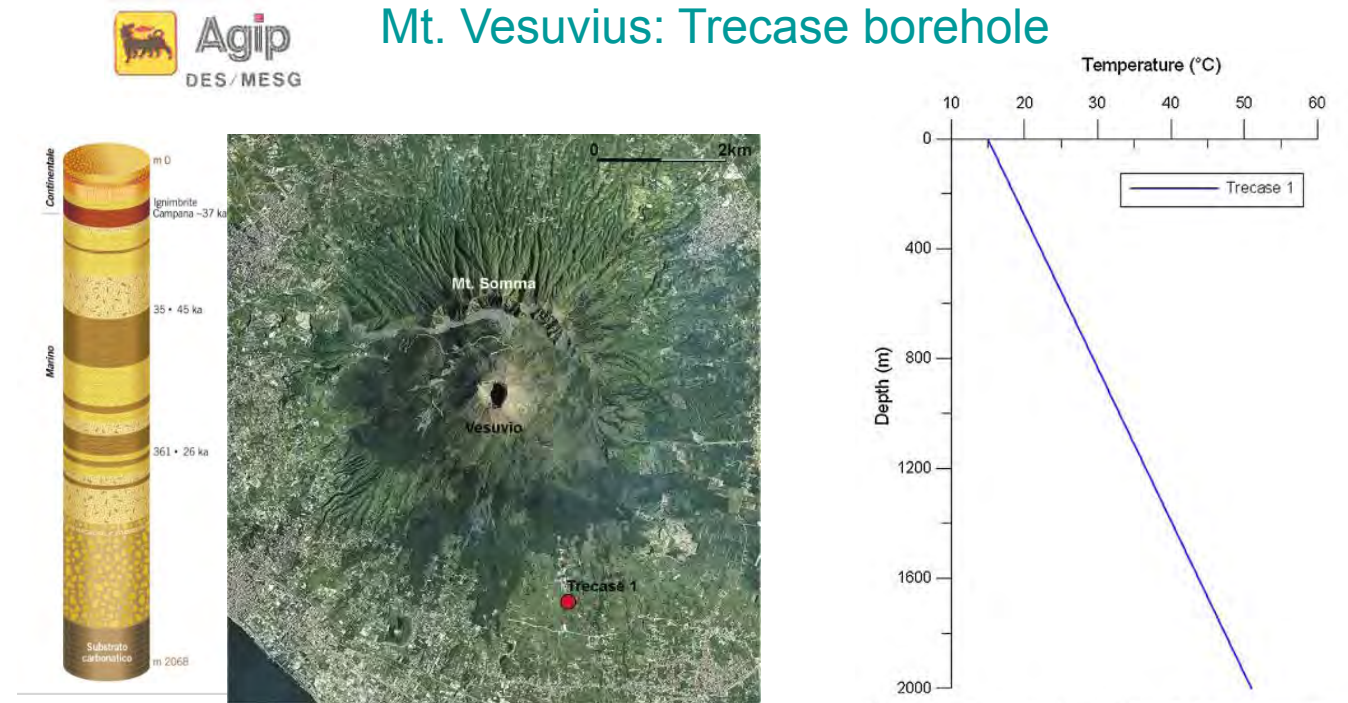 Agip
DES/MESG
Mt. Vesuvius: Trecase borehole
Continentale
Marino
m 0
Ignimbrite
Campana ~37 ka
35 • 45 ka
361 • 26 ka
Substrato
carbonatico
m 2068
0 2km
Mt. Somma
Vesuvio
Trecase 1
Temperature (°C)
10 20 30 40 50 60
Depth (m)
0
400
800
1200
1600
2000
Trecase 1